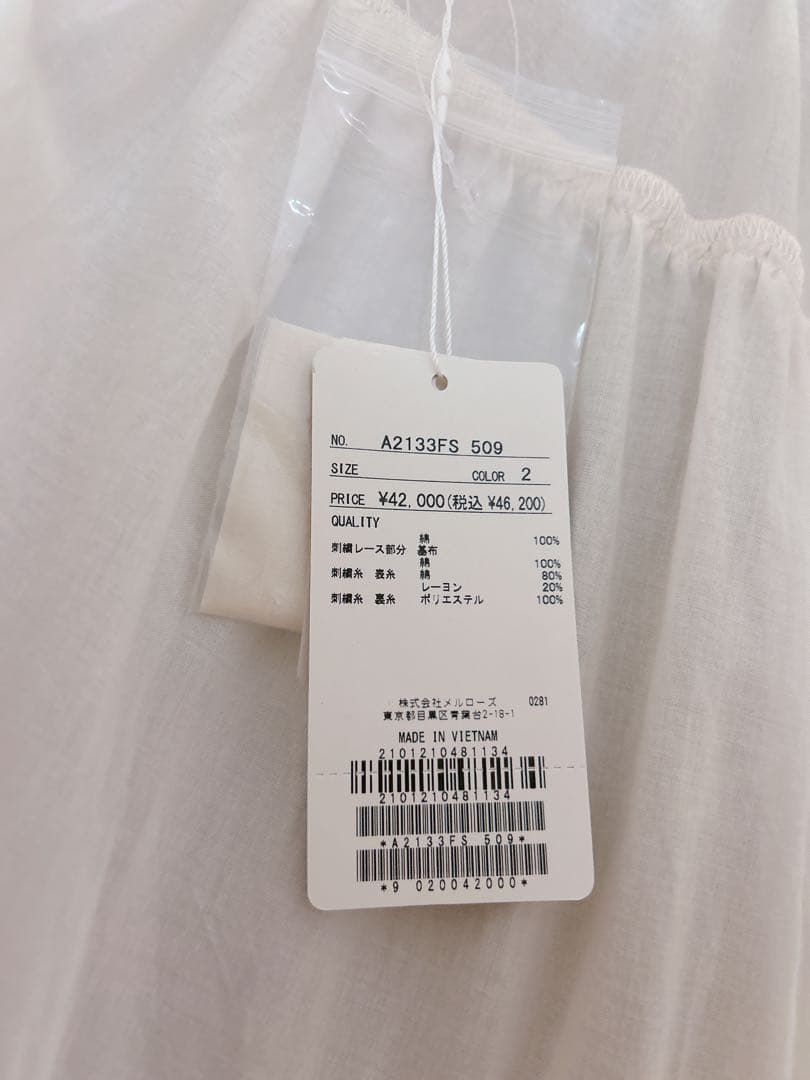 NO. A2133FS 509
SIZE COLOR 2
PRICE ¥42,000(税込 ¥46,200)
QUALITY
綿 100%
刺繍レース部分 基布
綿 100%
刺繍糸 表糸 綿 80%
レーヨン 20%
刺繍糸 裏糸 ポリエステル 100%
株式会社メルローズ 0281
東京都目黒区青葉台2-18-1
MADE IN VIETNAM
2101210481134
2101210481134
*A2133FS 509*
*9 020042000*